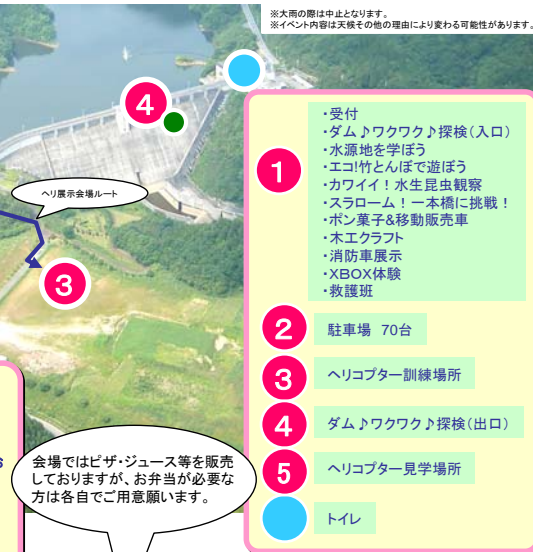 ※大雨の際は中止となります。
※イベント内容は天候その他の理由により変わる可能性があります。
4
ヘリ展示会場ルート
3
1
・受付
・ダム♪ワクワク♪探検(入口)
・水源地を学ぼう
・エコ!竹とんぼで遊ぼう
・カワイイ！水生昆虫観察
・スラローム！一本橋に挑戦！
・ポン菓子&移動販売車
・木工クラフト
・消防車展示
・XBOX体験
・救護班
2
駐車場 70台
3
ヘリコプター訓練場所
4
ダム♪ワクワク♪探検(出口)
5
ヘリコプター見学場所
トイレ
会場ではピザ・ジュース等を販売
しておりますが、お弁当が必要な
方は各自でご用意願います。